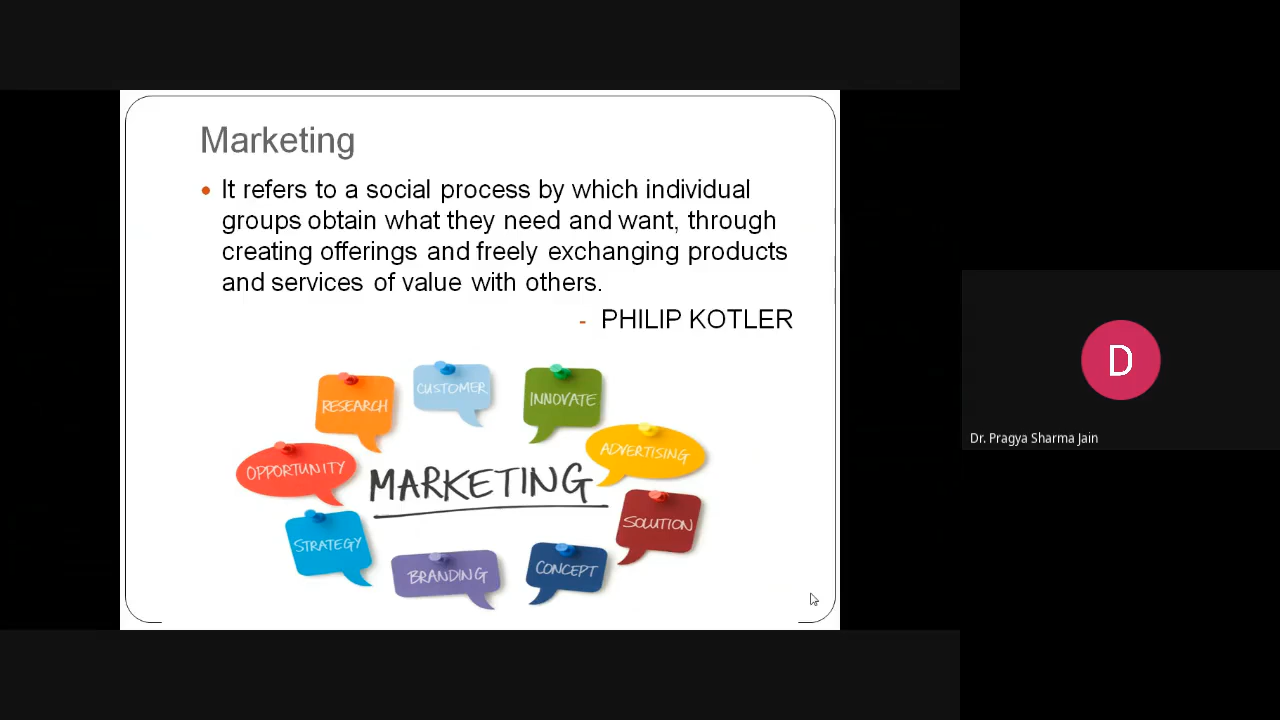 Marketing
• It refers to a social process by which individual
groups obtain what they need and want, through
creating offerings and freely exchanging products
and services of value with others.
- PHILIP KOTLER
RESEARCH
CUSTOMER
INNOVATE
OPPORTUNITY
MARKETING
ADVERTISING
STRATEGY
SOLUTION
BRANDING
CONCEPT
D
Dr. Pragya Sharma Jain